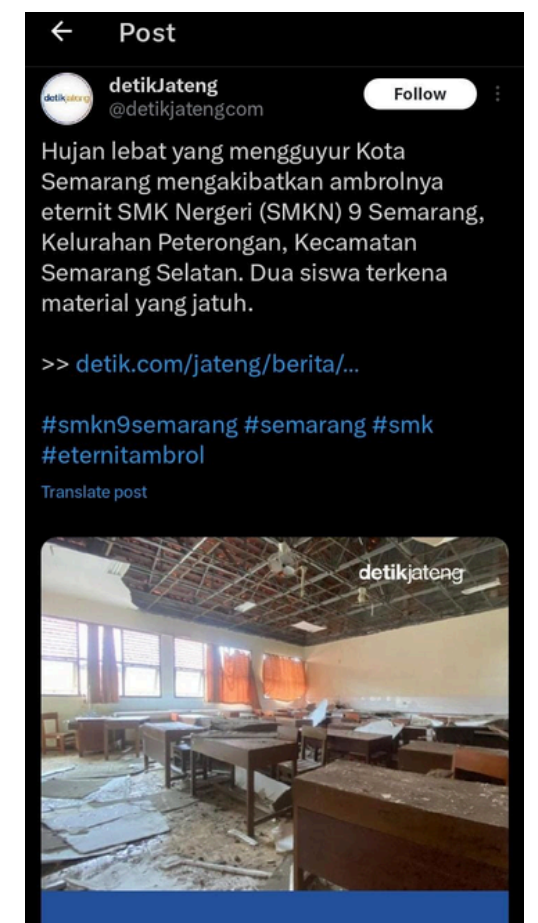 Post
detikjateng
detikJateng
@detikjatengcom
Follow
Hujan lebat yang mengguyur Kota
Semarang mengakibatkan ambrolnya
eternit SMK Nergeri (SMKN) 9 Semarang,
Kelurahan Peterongan, Kecamatan
Semarang Selatan. Dua siswa terkena
material yang jatuh.
>> detik.com/jateng/berita/...
#smkn9semarang #semarang #smk
#eternitambrol
Translate post
detikjateng